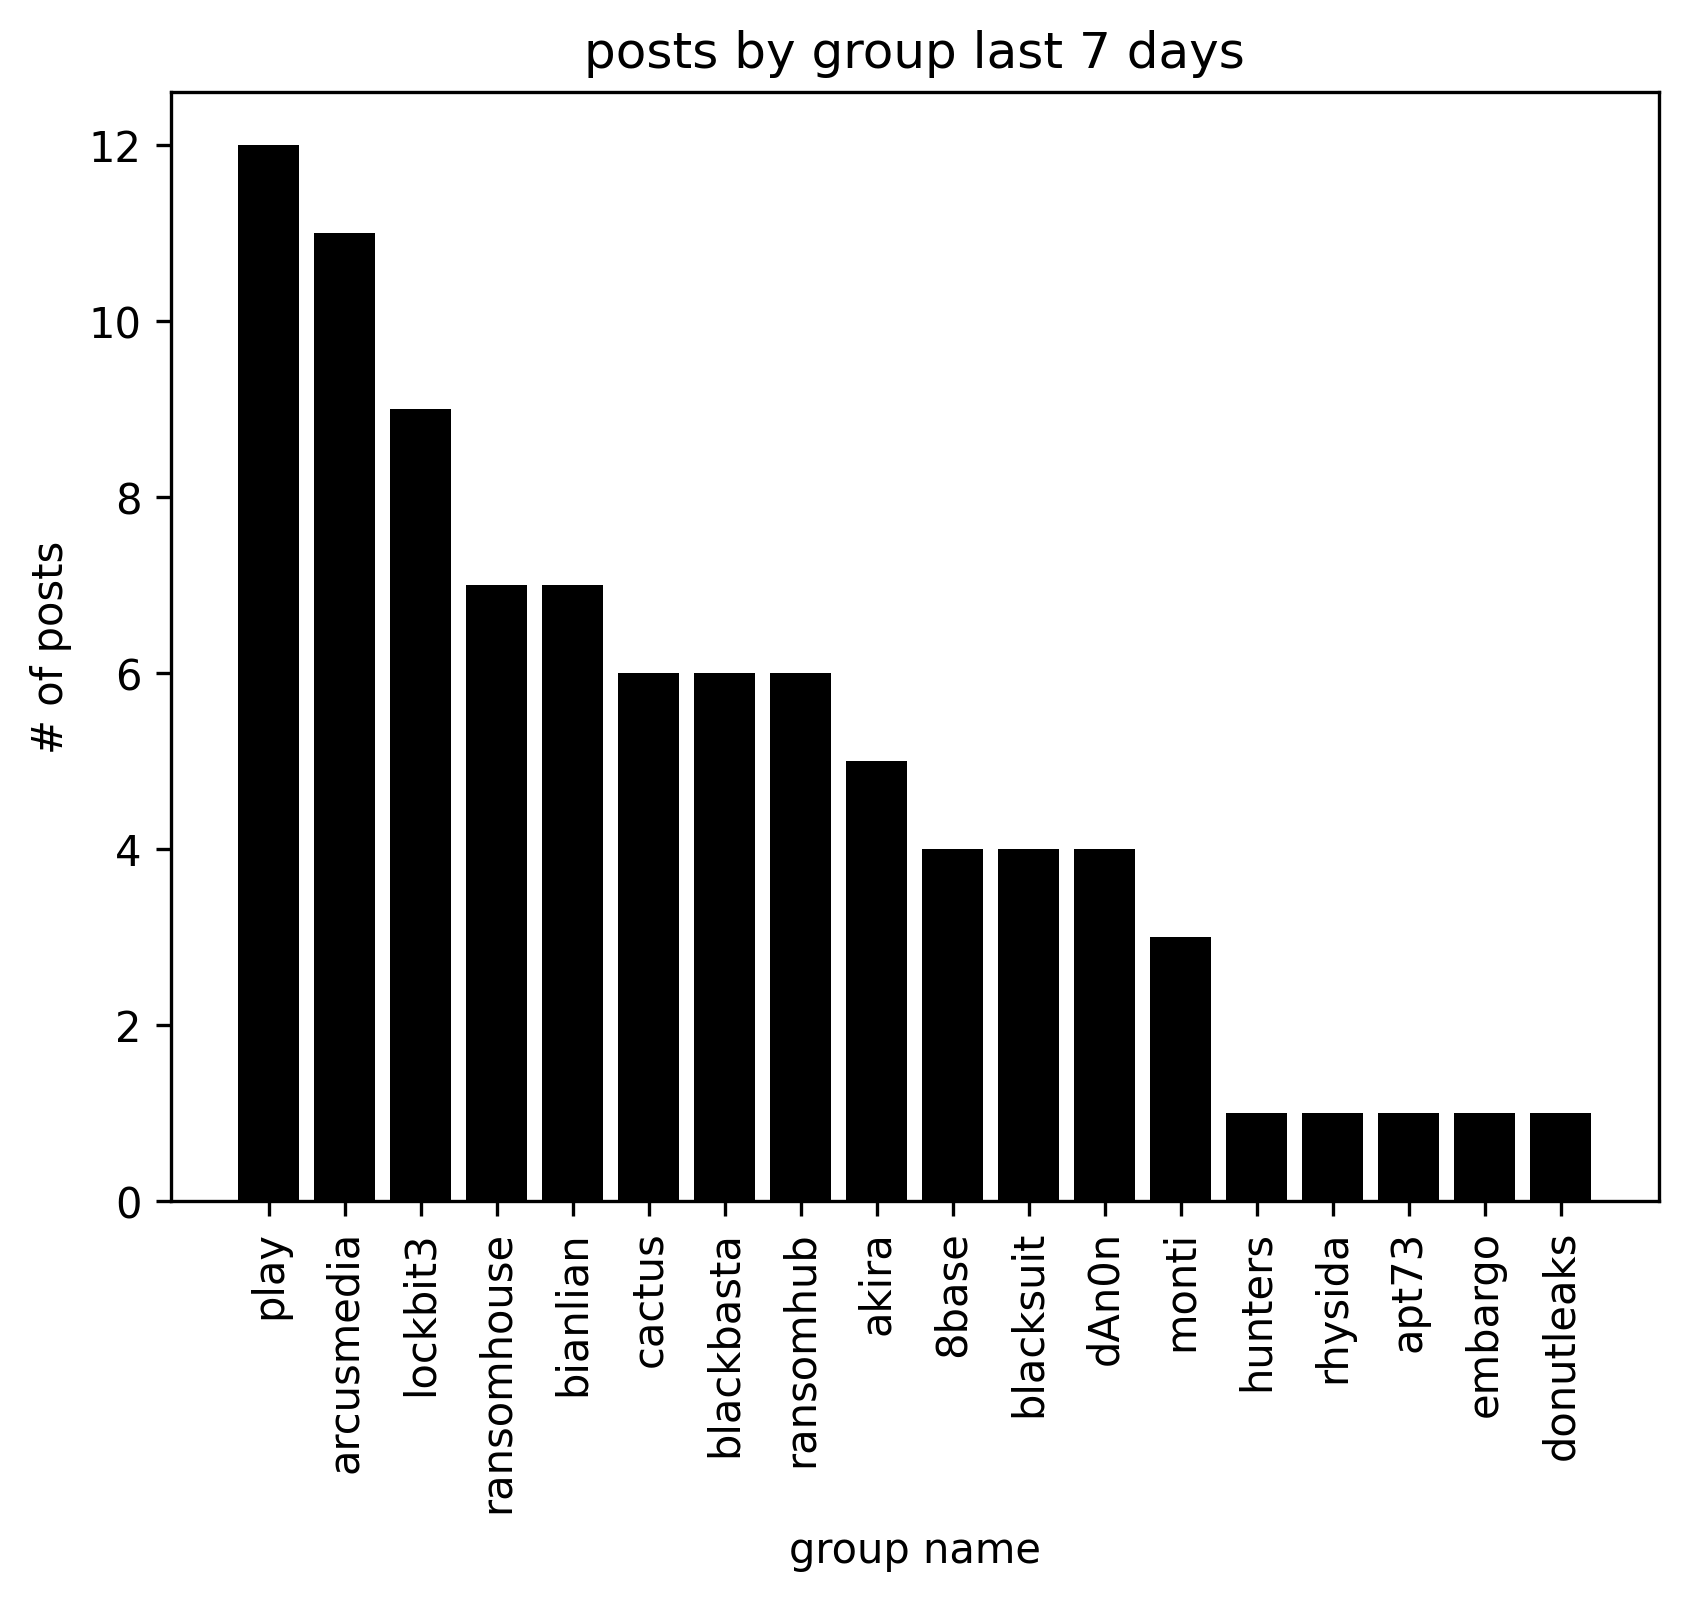 posts by group last 7 days
12
10
8
6
4
2
0
# of posts
play
arcusmedia
lockbit3
ransomhouse
bianlian
cactus
blackbasta
ransomhub
akira
8base
blacksuit
dAn0n
monti
hunters
rhysida
apt73
embargo
donutleaks
group name